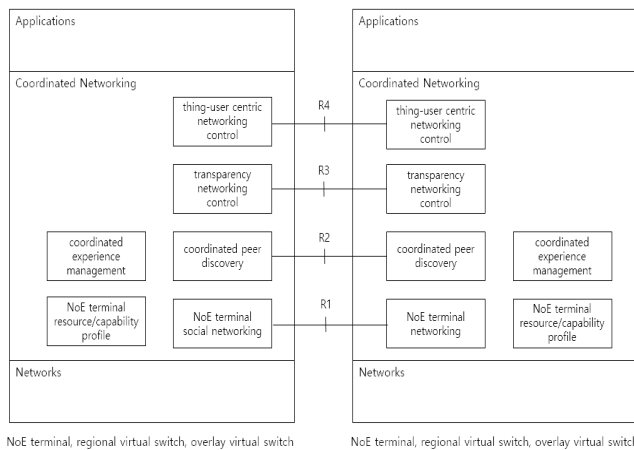 Applications
Coordinated Networking
thing-user centric
networking
control
transparency
networking
control
coordinated
experience
management
coordinated peer
discovery
NoE terminal
resource/capability
profile
NoE terminal
social networking
Networks
NoE terminal, regional virtual switch, overlay virtual switch
R4
R3
R2
R1
Applications
Coordinated Networking
thing-user centric
networking
control
transparency
networking
control
coordinated peer
discovery
coordinated
experience
management
NoE terminal
networking
NoE terminal
resource/capability
profile
Networks
NoE terminal, regional virtual switch, overlay virtual switch